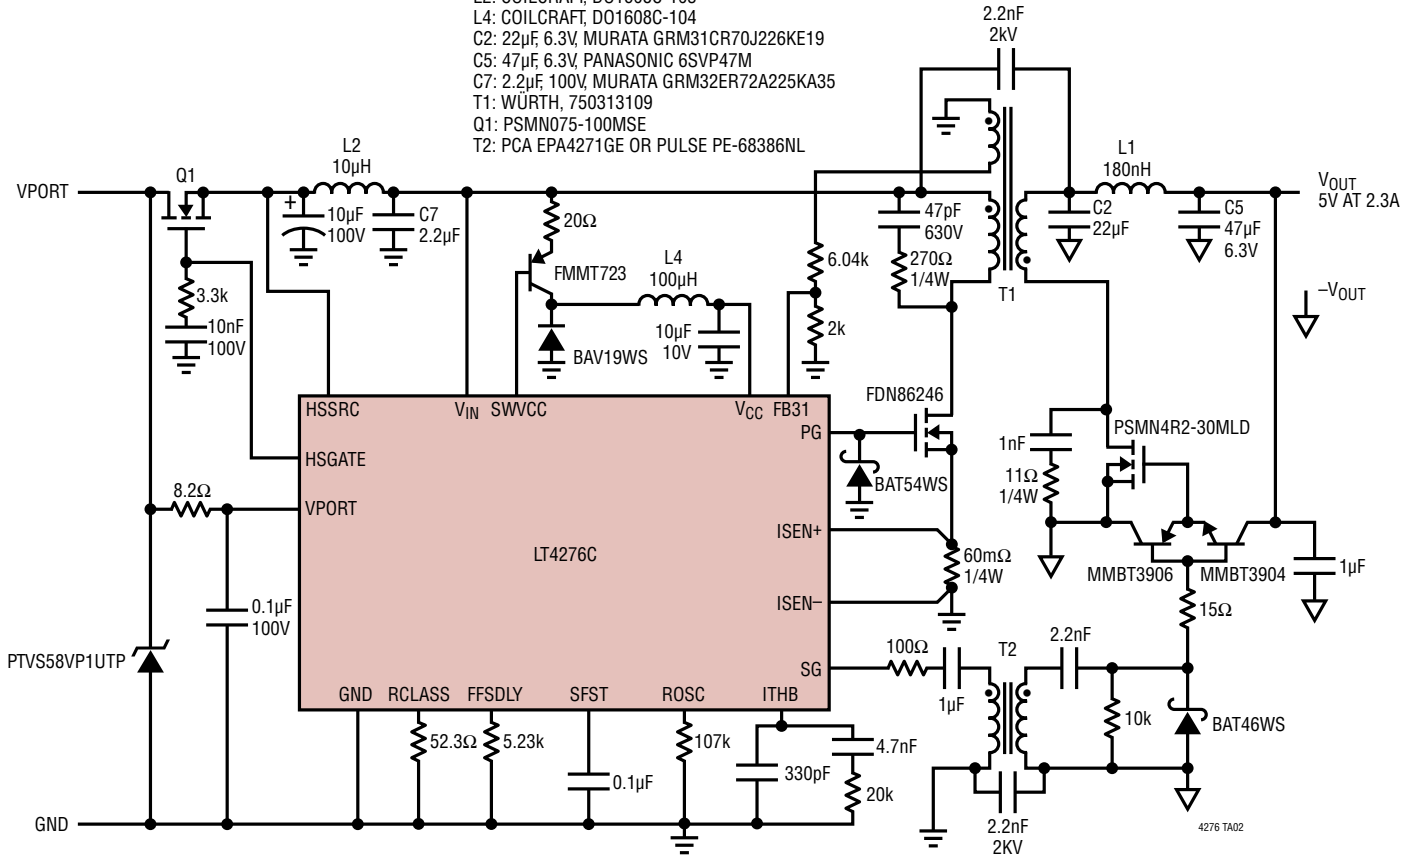 L4: COILCRAFT, DO1608C-104
C2: 22µF, 6.3V, MURATA GRM31CR70J226KE19
C5: 47µF, 6.3V, PANASONIC 6SVP47M
C7: 2.2µF, 100V, MURATA GRM32ER72A225KA35
T1: WÜRTH, 750313109
Q1: PSMN075-100MSE
T2: PCA EPA4271GE OR PULSE PE-68386NL
2.2nF
2kV
VPORT
Q1
L2
10µH
+
10µF
100V
C7
2.2µF
20Ω
FMMT723
L4
100µH
BAV19WS
10µF
10V
6.04k
2k
47pF
630V
270Ω
1/4W
T1
L1
180nH
C2
22µF
C5
47µF
6.3V
VOUT
5V AT 2.3A
–VOUT
3.3k
10nF
100V
HSSRC
VIN
SWVCC
VCC
FB31
PG
HSGATE
VPORT
LT4276C
ISEN+
ISEN–
SG
GND
RCLASS
FFSDLY
SFST
ROSC
ITHB
FDN86246
BAT54WS
60mΩ
1/4W
1nF
11Ω
1/4W
PSMN4R2-30MLD
MMBT3906
MMBT3904
1µF
15Ω
8.2Ω
0.1µF
100V
PTVS58VP1UTP
100Ω
1µF
T2
2.2nF
10k
BAT46WS
2.2nF
2KV
52.3Ω
5.23k
0.1µF
107k
330pF
4.7nF
20k
GND
4276 TA02